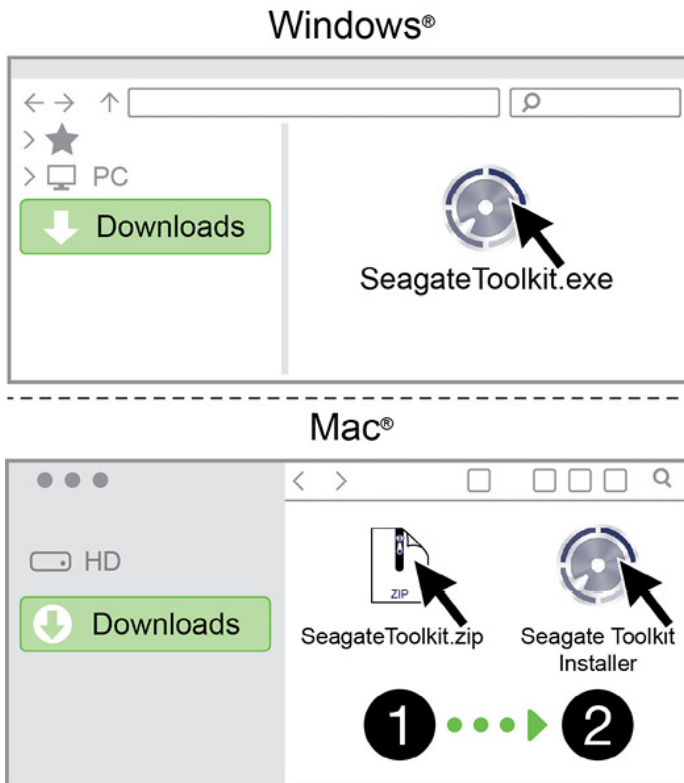 Windows®
PC
Downloads
SeagateToolkit.exe
Mac®
HD
Downloads
ZIP
SeagateToolkit.zip
Seagate Toolkit
Installer
1
2